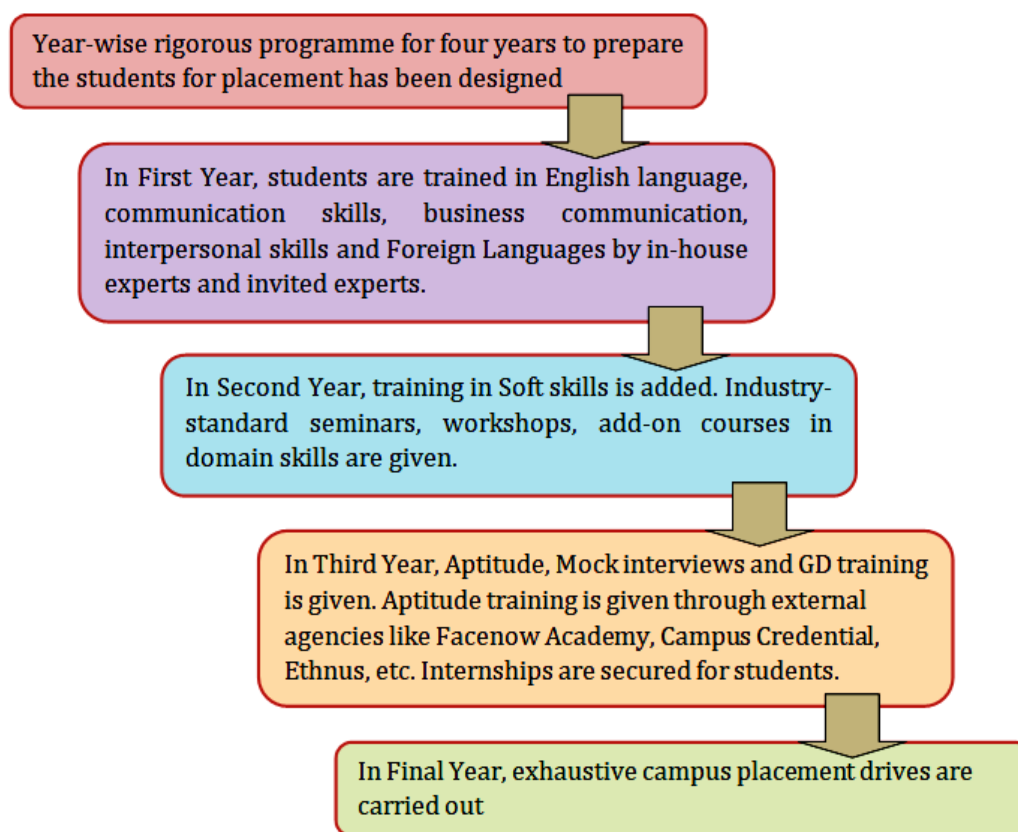 Year-wise rigorous programme for four years to prepare
the students for placement has been designed
In First Year, students are trained in English language,
communication skills, business communication,
interpersonal skills and Foreign Languages by in-house
experts and invited experts.
In Second Year, training in Soft skills is added. Industry-
standard seminars, workshops, add-on courses in
domain skills are given.
In Third Year, Aptitude, Mock interviews and GD training
is given. Aptitude training is given through external
agencies like Facenow Academy, Campus Credential,
Ethnus, etc. Internships are secured for students.
In Final Year, exhaustive campus placement drives are
carried out